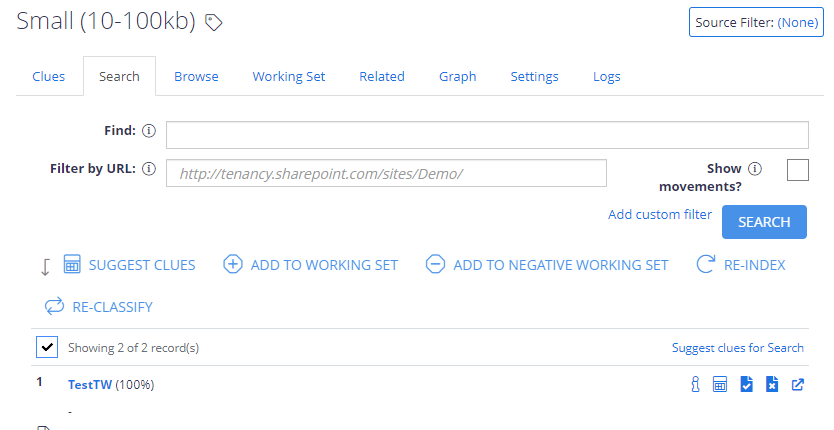 Small (10-100kb)
Source Filter: (None)
Clues Search Browse Working Set Related Graph Settings Logs
Find:
Filter by URL: http://tenancy.sharepoint.com/sites/Demo/ Show movements?
Add custom filter SEARCH
SUGGEST CLUES ADD TO WORKING SET ADD TO NEGATIVE WORKING SET RE-INDEX
RE-CLASSIFY
Showing 2 of 2 record(s) Suggest clues for Search
1 TestTW (100%)
-